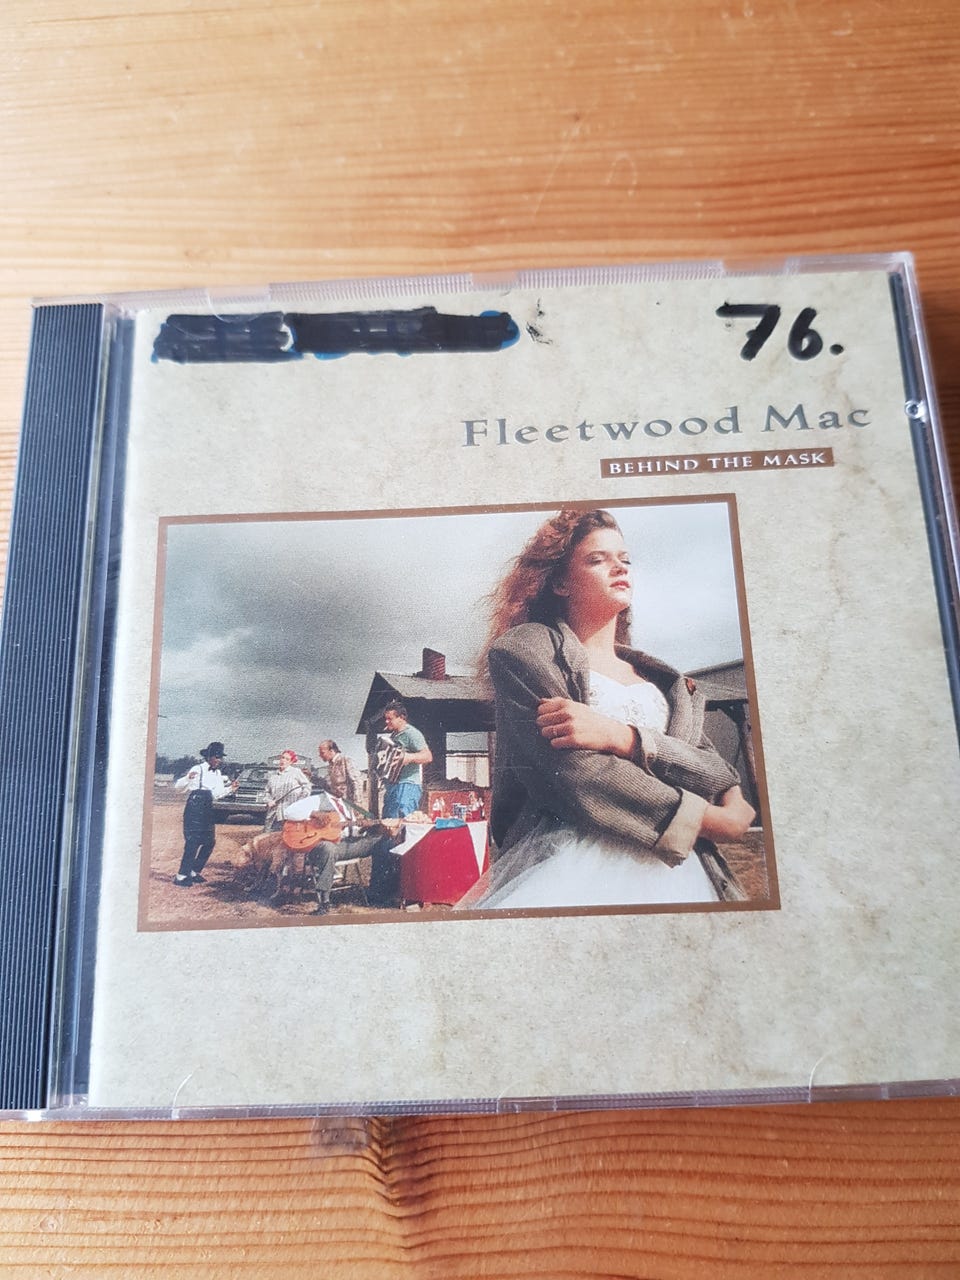 76.
Fleetwood Mac
BEHIND THE MASK